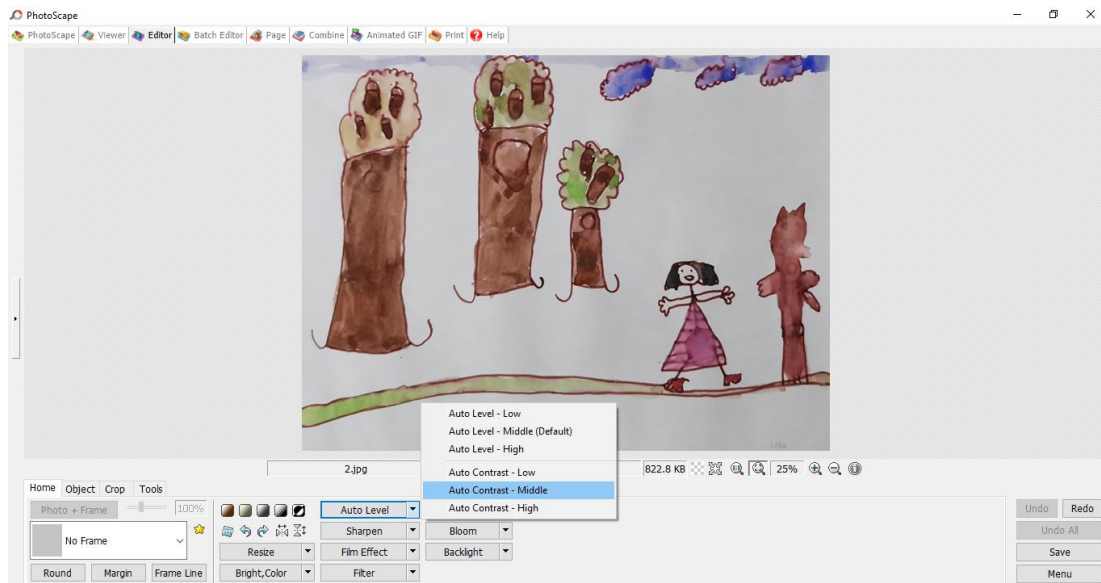 PhotoScape
PhotoScape Viewer Editor Batch Editor Page Combine Animated GIF Print Help
Auto Level - Low
Auto Level - Middle (Default)
Auto Level - High
2.jpg
822.8 KB
25%
Auto Contrast - Low
Home Object Crop Tools
Auto Contrast - Middle
Photo + Frame 100% Auto Level Auto Contrast - High Undo Redo
No Frame Sharpen Bloom Undo All
Resize Film Effect Backlight Save
Round Margin Frame Line Bright,Color Filter Menu